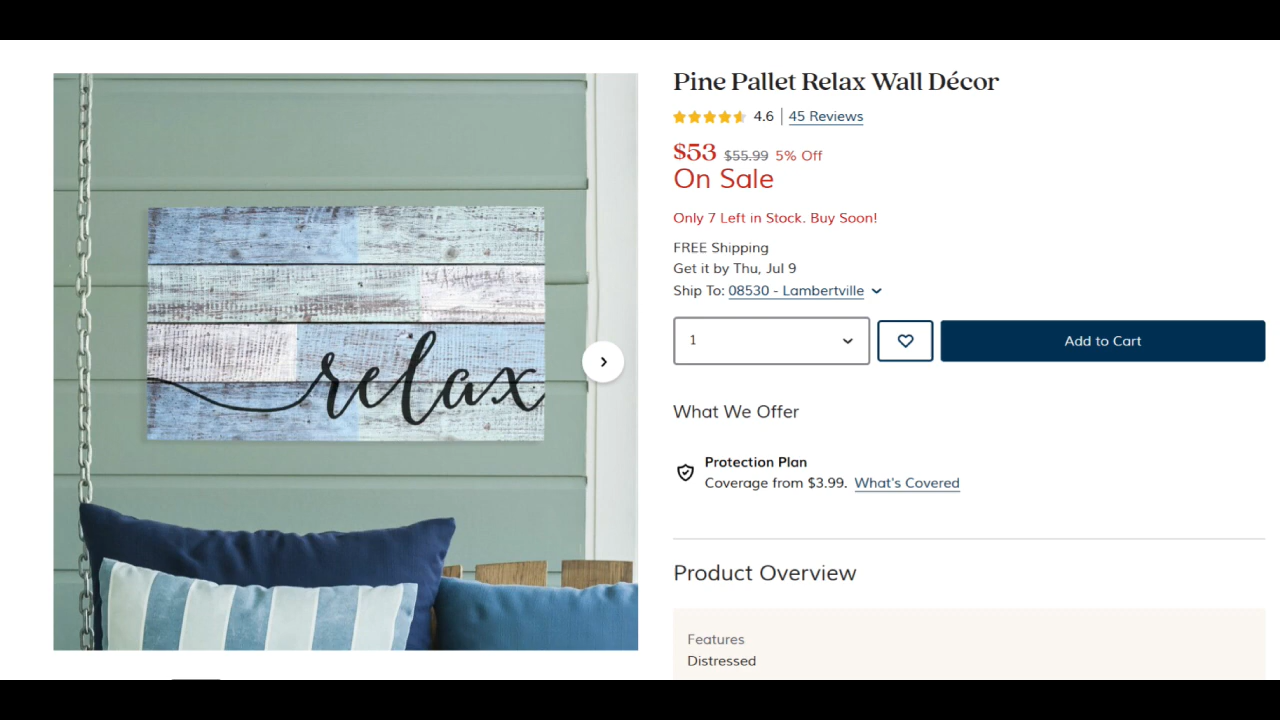 relax
Pine Pallet Relax Wall Décor
4.6 | 45 Reviews
$53 $55.99 5% Off
On Sale
Only 7 Left in Stock. Buy Soon!
FREE Shipping
Get it by Thu, Jul 9
Ship To: 08530 - Lambertville
1
Add to Cart
What We Offer
Protection Plan
Coverage from $3.99. What's Covered
Product Overview
Features
Distressed